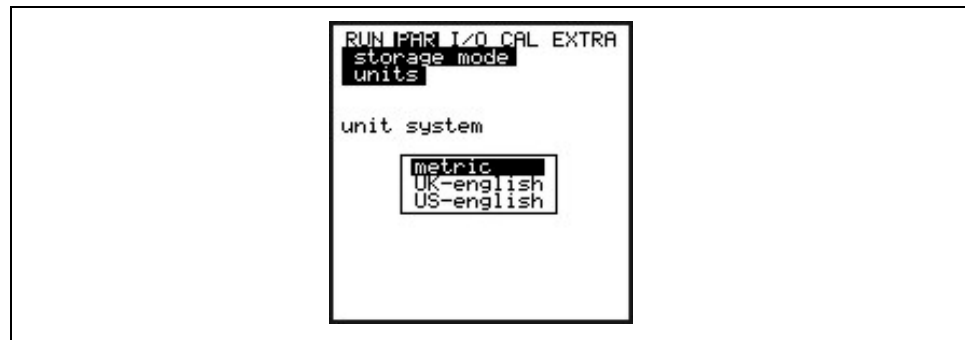 RUN PAR I/O CAL EXTRA
storage mode
units
unit system
metric
UK-english
US-english